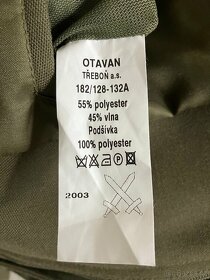 OTAVAN
TŘEBOŇ a.s.
182/128-132A
55% polyester
45% vlna
Podšívka
100% polyester
2003